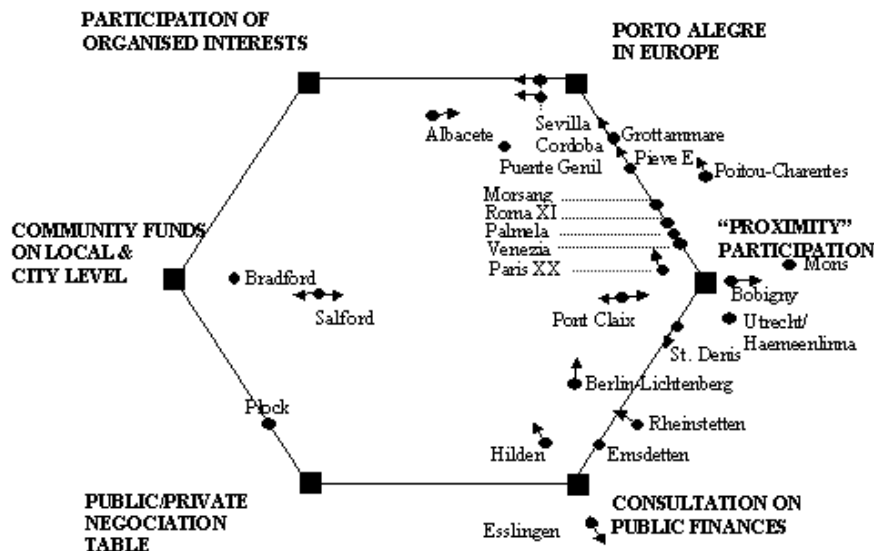 PARTICIPATION OF
ORGANISED INTERESTS
PORTO ALEGRE
IN EUROPE
Albacete
Sevilla
Cordoba
Puente Genil
Grottammare
Pieve E
Poitou-Charentes
Morsang
Roma XI
Palmela
Venezia
Paris XX
COMMUNITY FUNDS
ON LOCAL &
CITY LEVEL
“PROXIMITY”
PARTICIPATION
Mons
Bradford
Salford
Pont Claix
Bobigny
Utrecht/
Haemeenlinna
St. Denis
Berlin-Lichtenberg
Plock
Rheinstetten
Hilden
Emsdetten
PUBLIC/PRIVATE
NEGOCIATION
TABLE
CONSULTATION ON
PUBLIC FINANCES
Esslingen